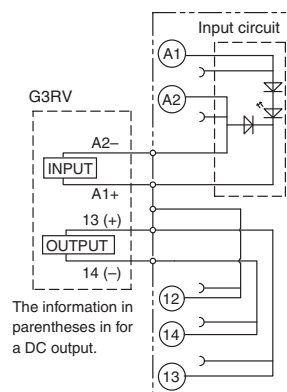 Input circuit
A1
A2
G3RV
A2–
INPUT
A1+
13 (+)
OUTPUT
14 (–)
The information in
parentheses in for
a DC output.
12
14
13